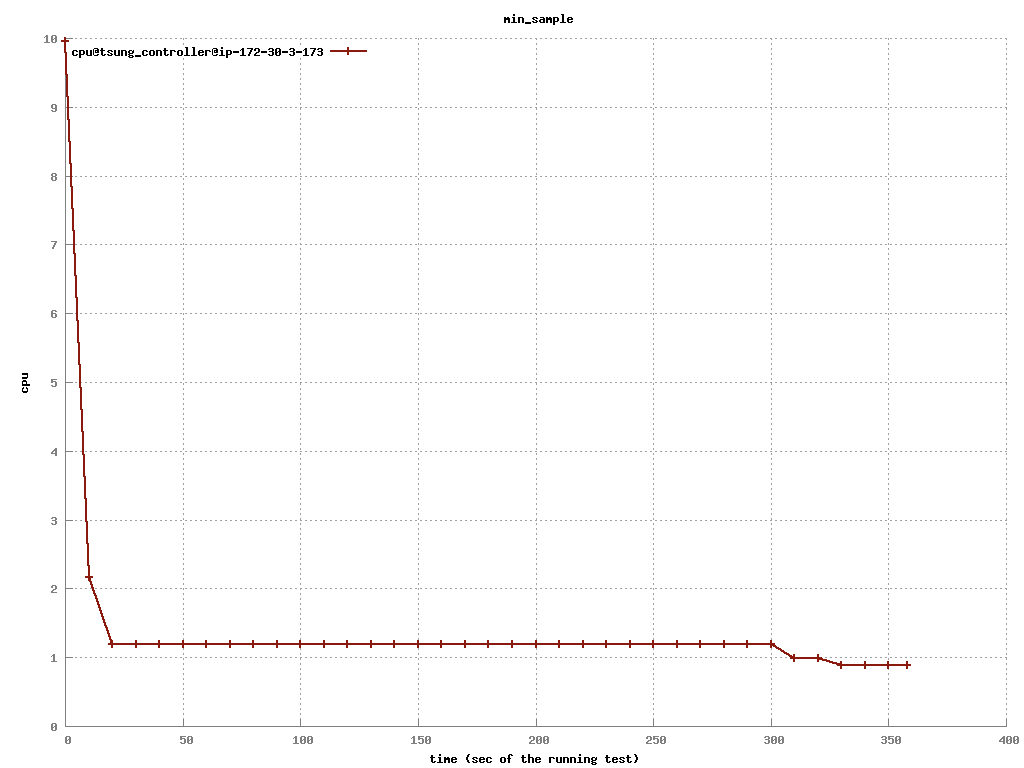 min_sample
cpu@tsung_controller@ip-172-30-3-173
10
9
8
7
6
5
4
3
2
1
0
cpu
0 50 100 150 200 250 300 350 400
time (sec of the running test)